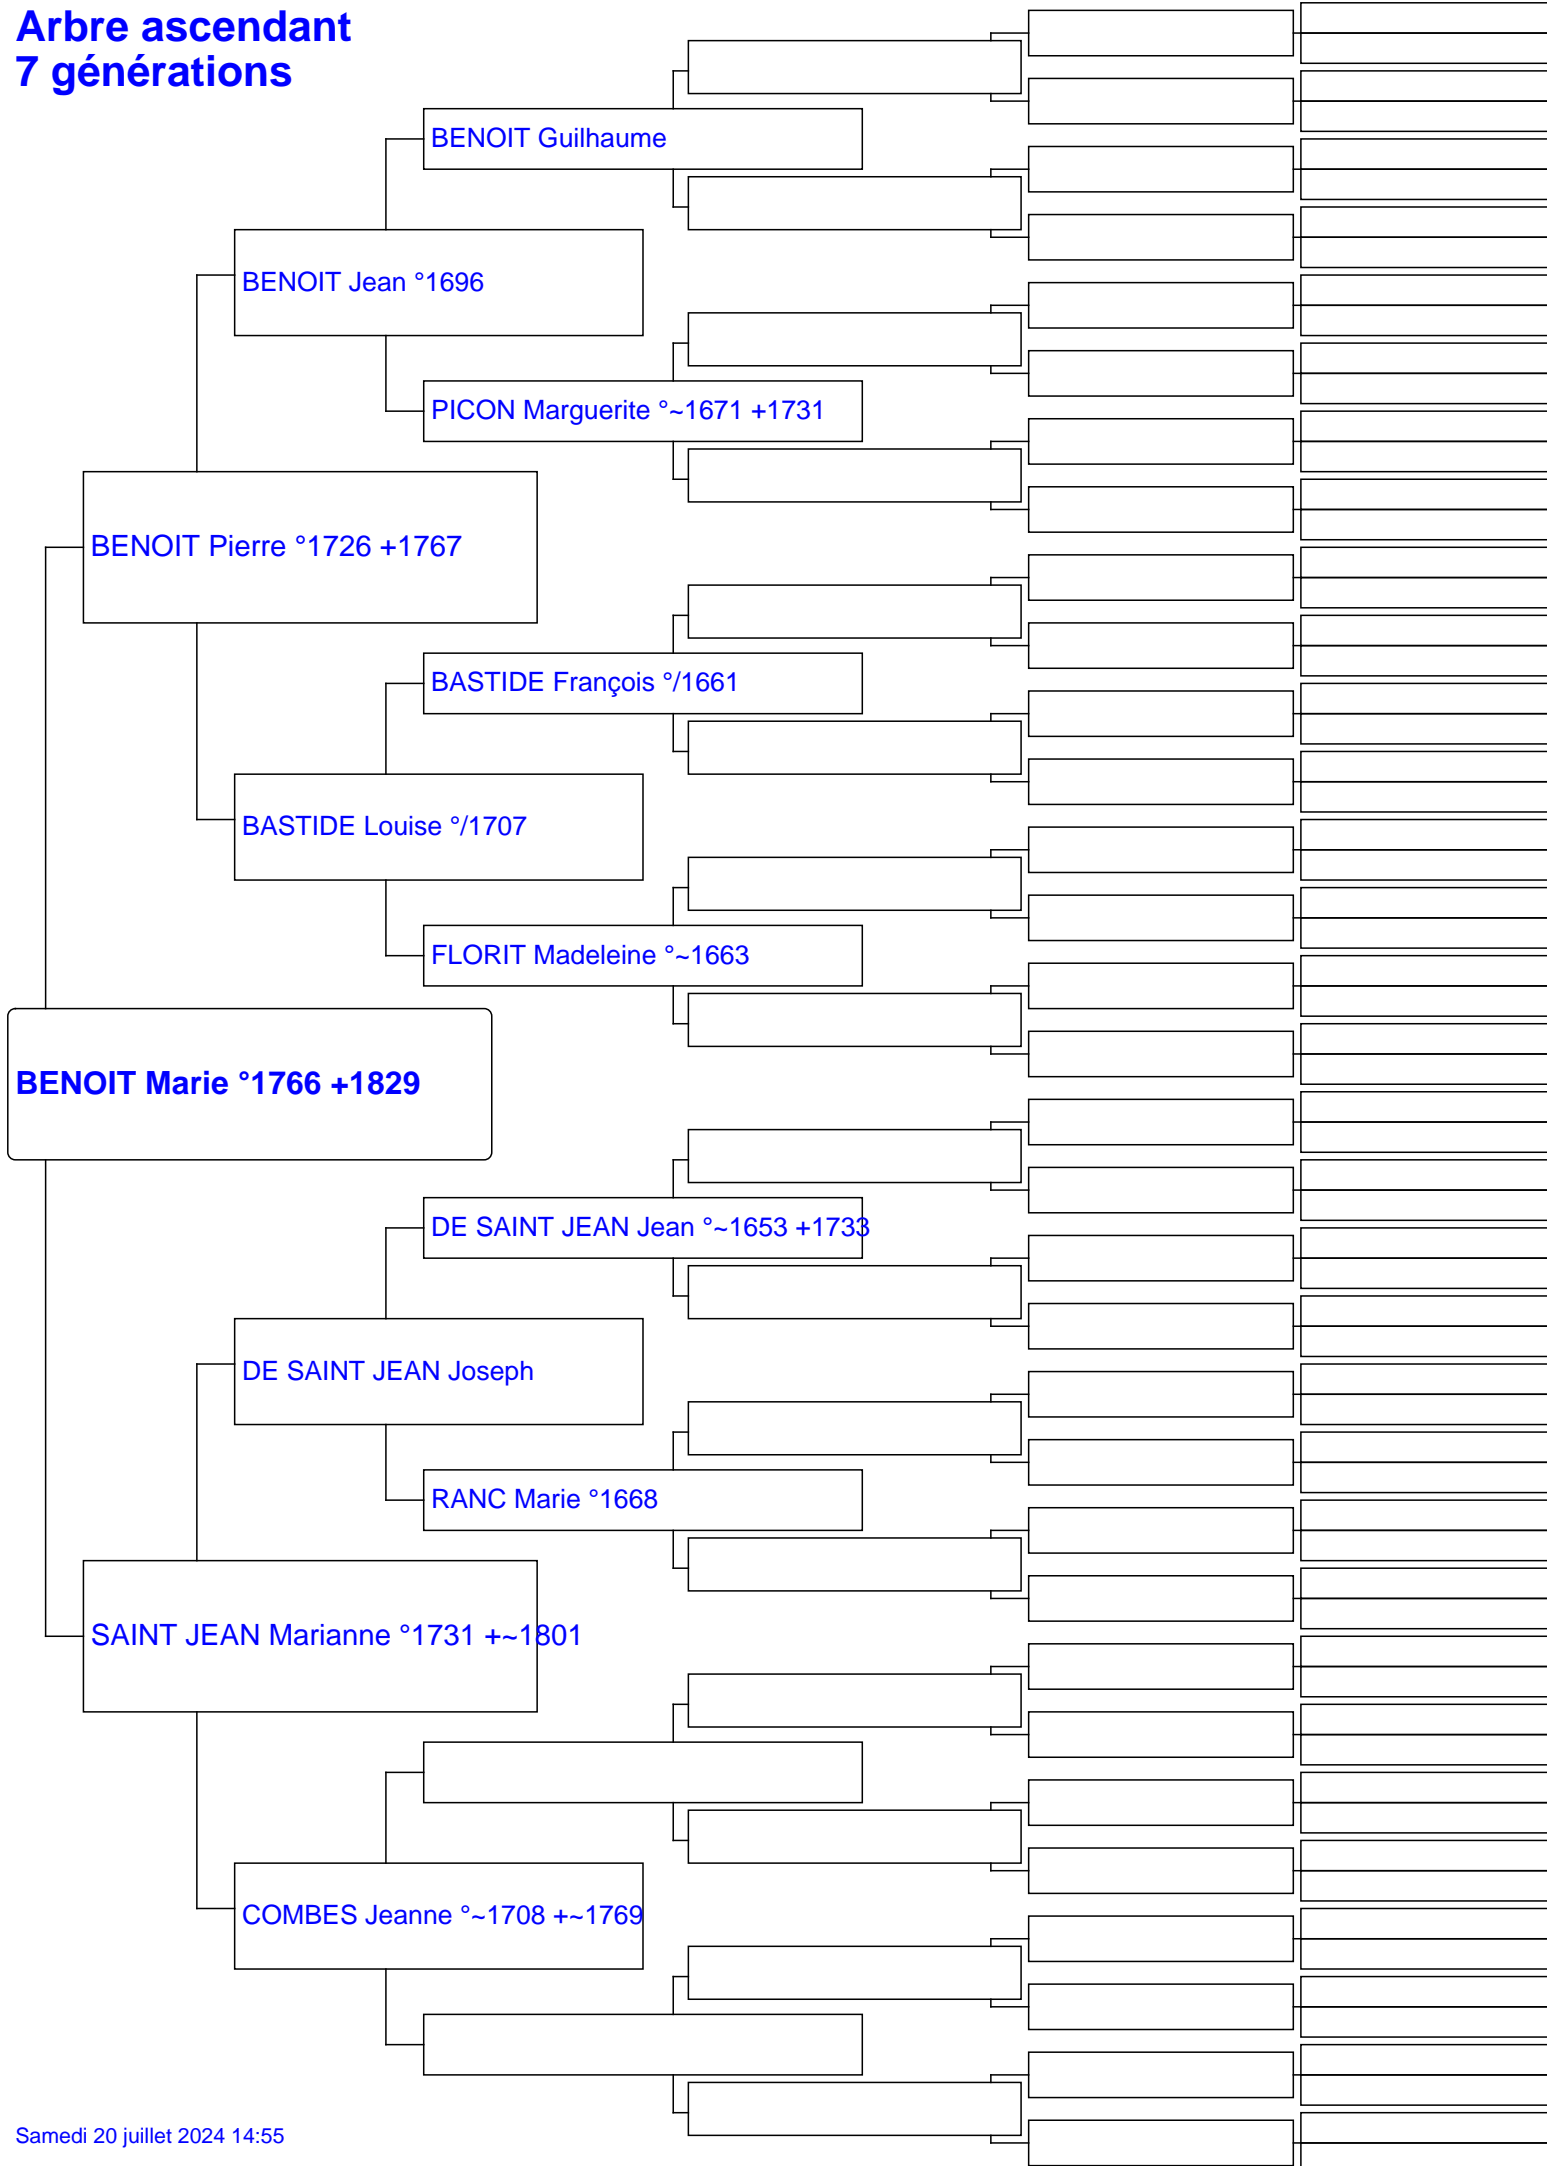 Arbre ascendant
7 générations
BENOIT Guilhaume
BENOIT Jean °1696
PICON Marguerite °~1671 +1731
BENOIT Pierre °1726 +1767
BASTIDE François °/1661
BASTIDE Louise °/1707
FLORIT Madeleine °~1663
BENOIT Marie °1766 +1829
DE SAINT JEAN Jean °~1653 +1733
DE SAINT JEAN Joseph
RANC Marie °1668
SAINT JEAN Marianne °1731 +~1801
COMBES Jeanne °~1708 +~1769
Samedi 20 juillet 2024 14:55